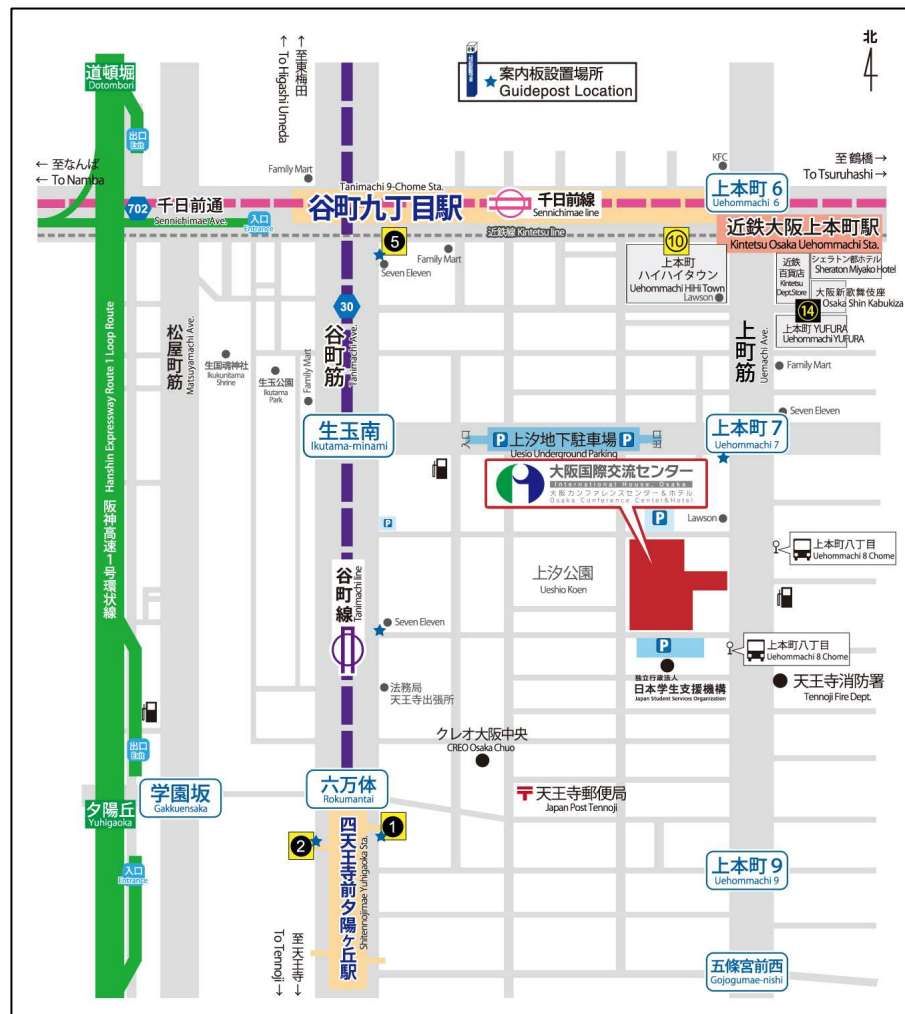 北
道頓堀
Dotombori
← 至東梅田
← To Higashi Umeda
案内板設置場所
Guidepost Location
出口
Exit
← 至なんば
← To Namba
Family Mart
KFC
至鶴橋 →
To Tsuruhashi →
Tanimachi 9-Chome Sta.
上本町 6
Uehommachi 6
702
千日前通
Sennichimae Ave.
入口
Entrance
谷町九丁目駅
千日前線
Sennichimae line
近鉄大阪上本町駅
Kintetsu Osaka Uehommachi Sta.
近鉄線 Kintetsu line
5
Seven Eleven
Family Mart
10
上本町
ハイハイタウン
Uehommachi HiHi Town
Lawson
近鉄
百貨店
Kintetsu
Dept.Store
シェラトン都ホテル
Sheraton Miyako Hotel
大阪新歌舞伎座
Osaka Shin Kabukiza
14
上本町 YUFURA
Uehommachi YUFURA
30
谷町筋
Tanimachi Ave.
松屋町筋
Matsuyamachi Ave.
上町筋
Uemachi Ave.
生国魂神社
Ikukunitama
Shrine
生玉公園
Ikutama
Park
Family Mart
Family Mart
Seven Eleven
生玉南
Ikutama-minami
入口
P
上汐地下駐車場
P
出口
Uesio Underground Parking
上本町 7
Uehommachi 7
Hanshin Expressway Route 1 Loop Route
阪神高速1号環状線
大阪国際交流センター
International House, Osaka
大阪カンファレンスセンター&ホテル
Osaka Conference Center&Hotel
P
P
Lawson
上本町八丁目
Uehommachi 8 Chome
谷町線
Tanimachi line
上汐公園
Ueshio Koen
Seven Eleven
P
上本町八丁目
Uehommachi 8 Chome
独立行政法人
日本学生支援機構
Japan Student Services Organization
天王寺消防署
Tennoji Fire Dept.
法務局
天王寺出張所
クレオ大阪中央
CREO Osaka Chuo
出口
Exit
学園坂
Gakkuensaka
六万体
Rokumantai
天王寺郵便局
Japan Post Tennoji
夕陽丘
Yuhigaoka
1
2
四天王寺前夕陽ヶ丘駅
Shitennojimae Yuhigaoka Sta.
入口
Entrance
上本町 9
Uehommachi 9
至天王寺 →
To Tennoji →
五條宮前西
Gojogumae-nishi